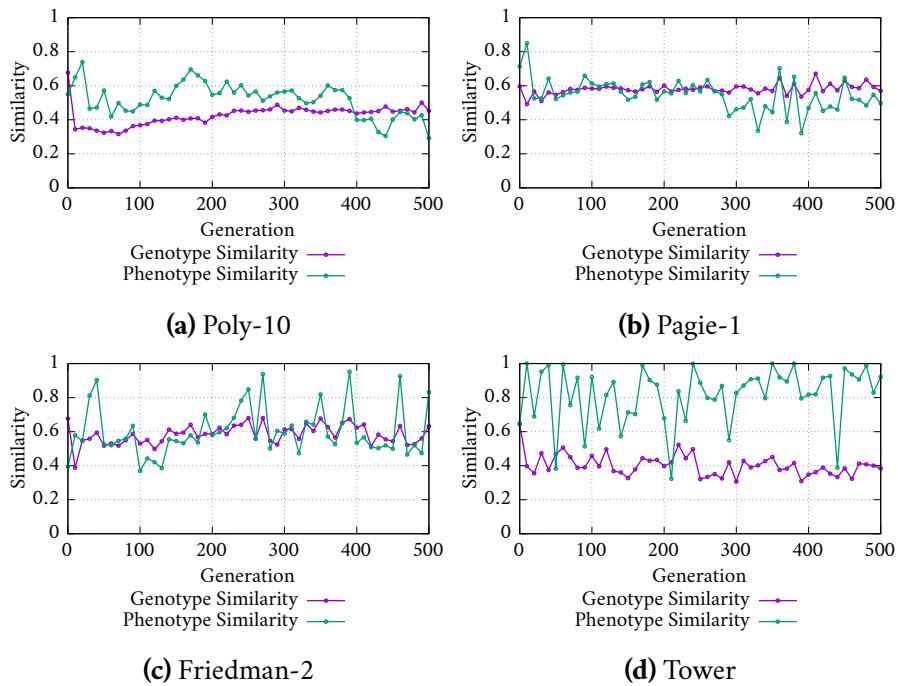 1
0.8
0.6
0.4
0.2
0
Similarity
0 100 200 300 400 500
Generation
Genotype Similarity
Phenotype Similarity
(a) Poly-10
1
0.8
0.6
0.4
0.2
0
Similarity
0 100 200 300 400 500
Generation
Genotype Similarity
Phenotype Similarity
(b) Pagie-1
1
0.8
0.6
0.4
0.2
0
Similarity
0 100 200 300 400 500
Generation
Genotype Similarity
Phenotype Similarity
(c) Friedman-2
1
0.8
0.6
0.4
0.2
0
Similarity
0 100 200 300 400 500
Generation
Genotype Similarity
Phenotype Similarity
(d) Tower